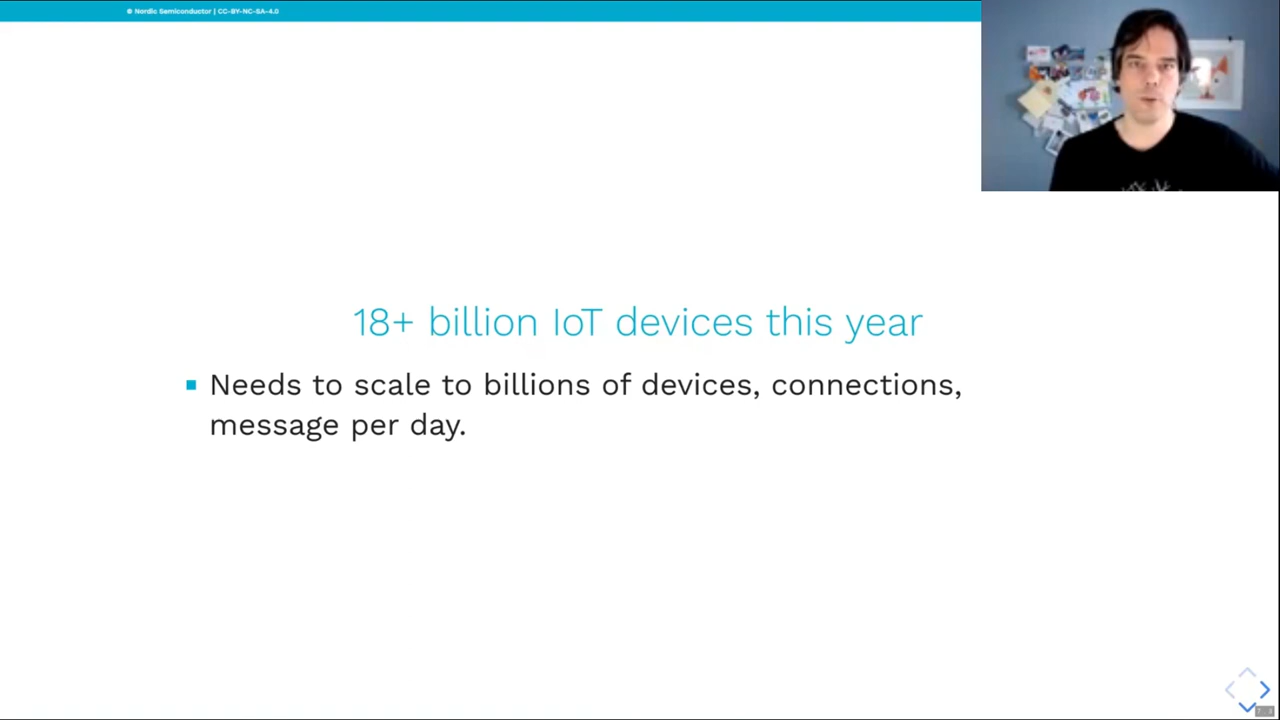 © Nordic Semiconductor | CC-BY-NC-SA-4.0
18+ billion IoT devices this year
Needs to scale to billions of devices, connections,
message per day.